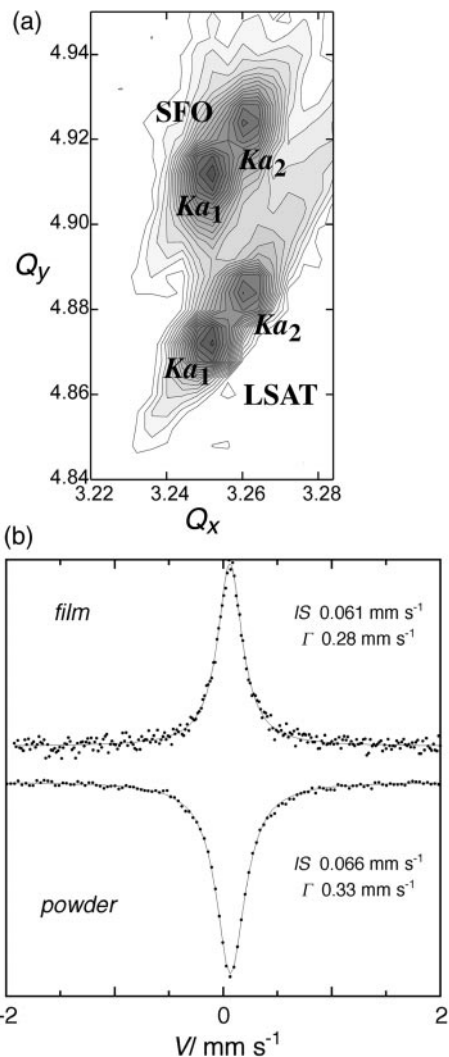 (a)
4.94
4.92
4.90
4.88
4.86
4.84
SFO
Ka2
Ka1
Qy
Ka2
Ka1
LSAT
3.22 3.24 3.26 3.28
Qx
(b)
film
IS 0.061 mm s-1
Γ 0.28 mm s-1
IS 0.066 mm s-1
Γ 0.33 mm s-1
powder
-2 0 2
V/ mm s-1